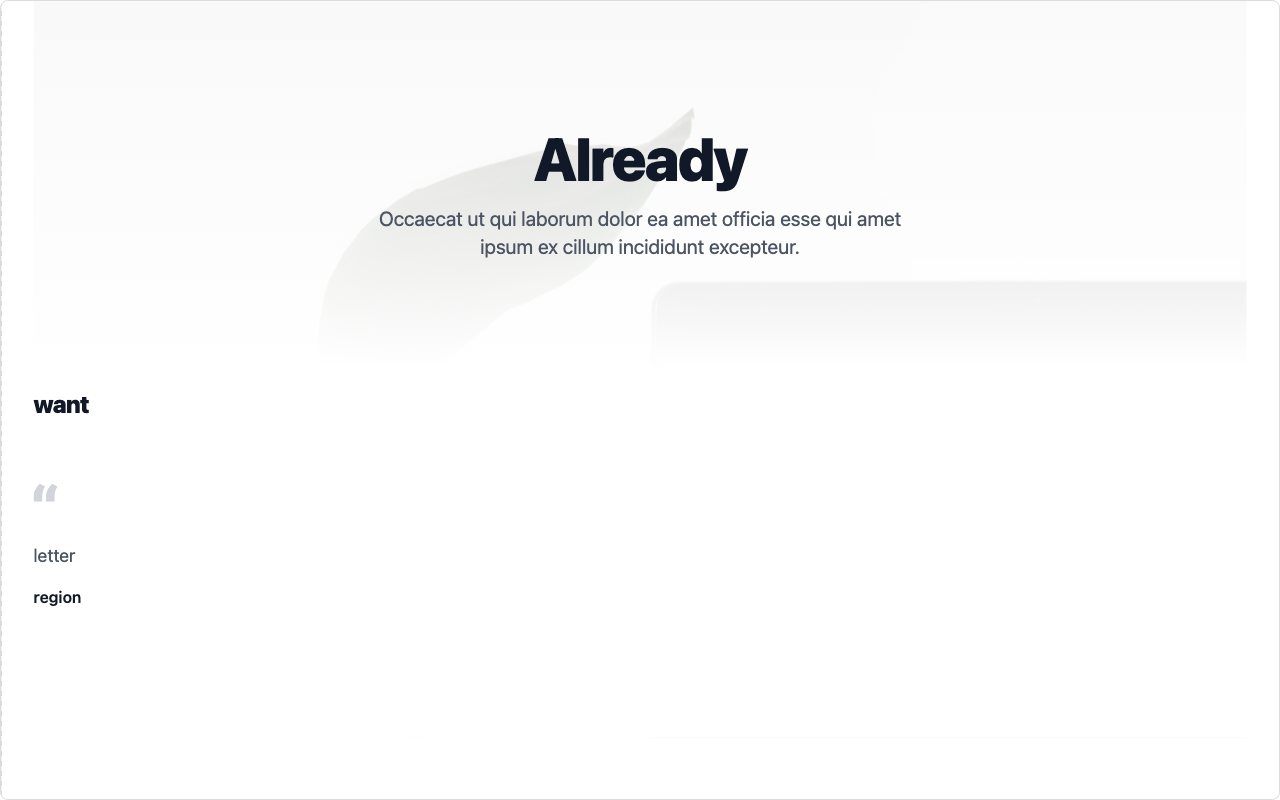 Already
Occaecat ut qui laborum dolor ea amet officia esse qui amet
ipsum ex cillum incididunt excepteur.
want
“
letter
region